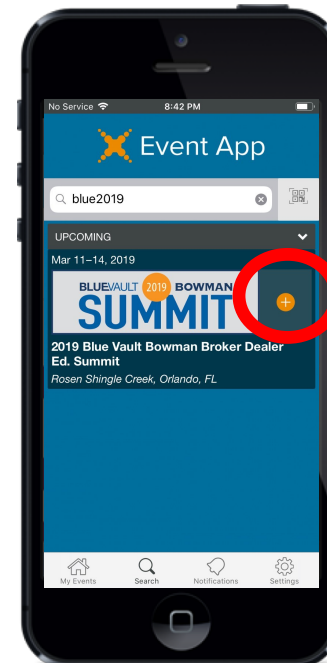 No Service 8:42 PM
Event App
blue2019
UPCOMING
Mar 11–14, 2019
BLUEVAULT 2019 BOWMAN
SUMMIT
2019 Blue Vault Bowman Broker Dealer
Ed. Summit
Rosen Shingle Creek, Orlando, FL
My Events Search Notifications Settings